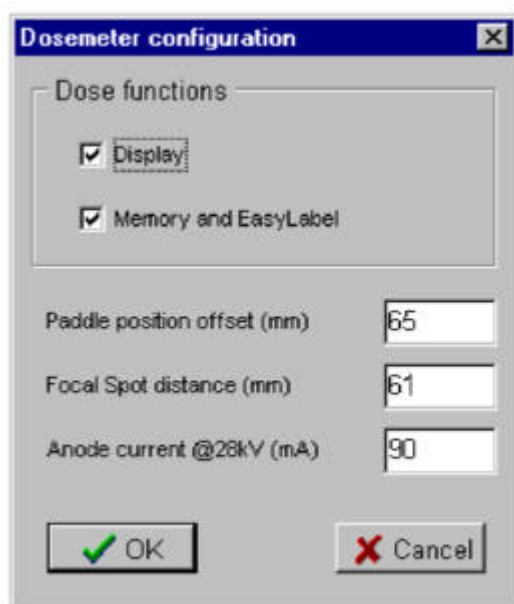 Dosemeter configuration
Dose functions
Display
Memory and EasyLabel
Paddle position offset (mm) 65
Focal Spot distance (mm) 61
Anode current @28kV (mA) 90
OK Cancel